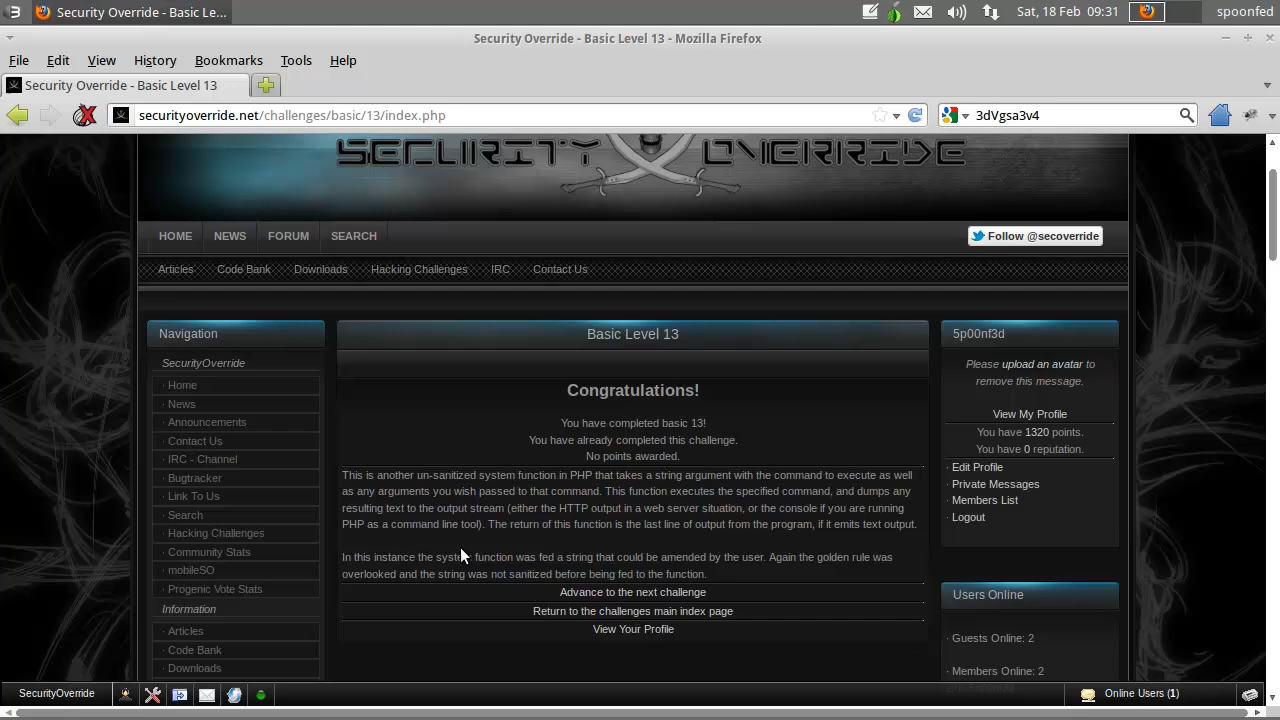 Security Override - Basic Le...
Sat, 18 Feb 09:31
spoonfed
Security Override - Basic Level 13 - Mozilla Firefox
File Edit View History Bookmarks Tools Help
Security Override - Basic Level 13
securityoverride.net/challenges/basic/13/index.php
3dVgsa3v4
SECURITY OVERRIDE
HOME NEWS FORUM SEARCH
Follow @secoverride
Articles Code Bank Downloads Hacking Challenges IRC Contact Us
Navigation
SecurityOverride
· Home
· News
· Announcements
· Contact Us
· IRC - Channel
· Bugtracker
· Link To Us
· Search
· Hacking Challenges
· Community Stats
· mobileSO
· Progenic Vote Stats
Information
· Articles
· Code Bank
· Downloads
Basic Level 13
Congratulations!
You have completed basic 13!
You have already completed this challenge.
No points awarded.
This is another un-sanitized system function in PHP that takes a string argument with the command to execute as well
as any arguments you wish passed to that command. This function executes the specified command, and dumps any
resulting text to the output stream (either the HTTP output in a web server situation, or the console if you are running
PHP as a command line tool). The return of this function is the last line of output from the program, if it emits text output.
In this instance the system function was fed a string that could be amended by the user. Again the golden rule was
overlooked and the string was not sanitized before being fed to the function.
Advance to the next challenge
Return to the challenges main index page
View Your Profile
5p00nf3d
Please upload an avatar to
remove this message.
View My Profile
You have 1320 points.
You have 0 reputation.
· Edit Profile
· Private Messages
· Members List
· Logout
Users Online
· Guests Online: 2
· Members Online: 2
SecurityOverride
Online Users (1)